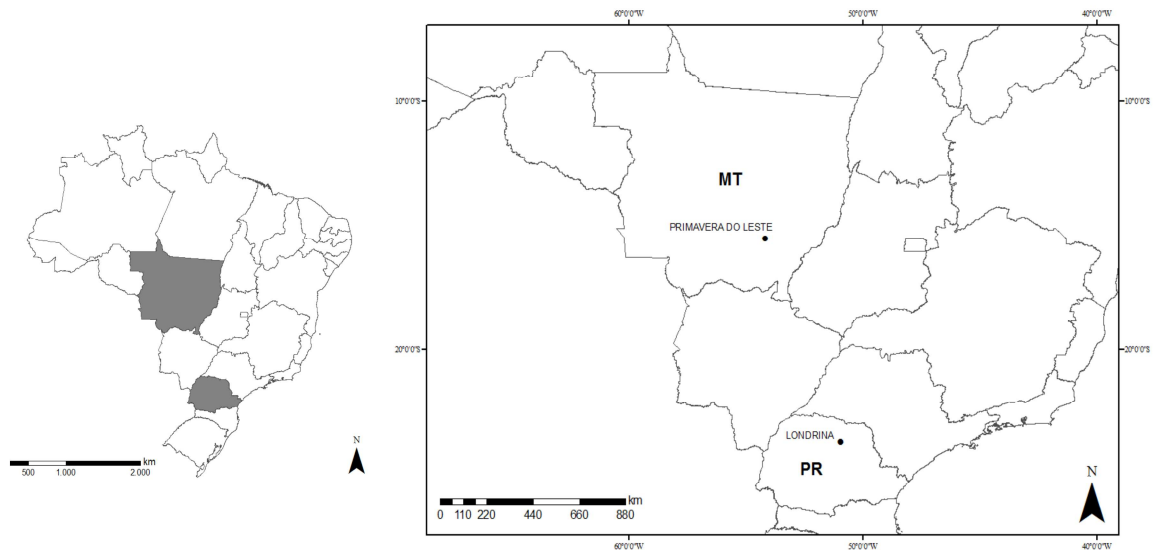 N
km
500 1.000 2.000
60°0'0"W 50°0'0"W 40°0'0"W
10°0'0"S 10°0'0"S
MT
PRIMAVERA DO LESTE
20°0'0"S 20°0'0"S
LONDRINA
PR
N
km
0 110 220 440 660 880
60°0'0"W 50°0'0"W 40°0'0"W